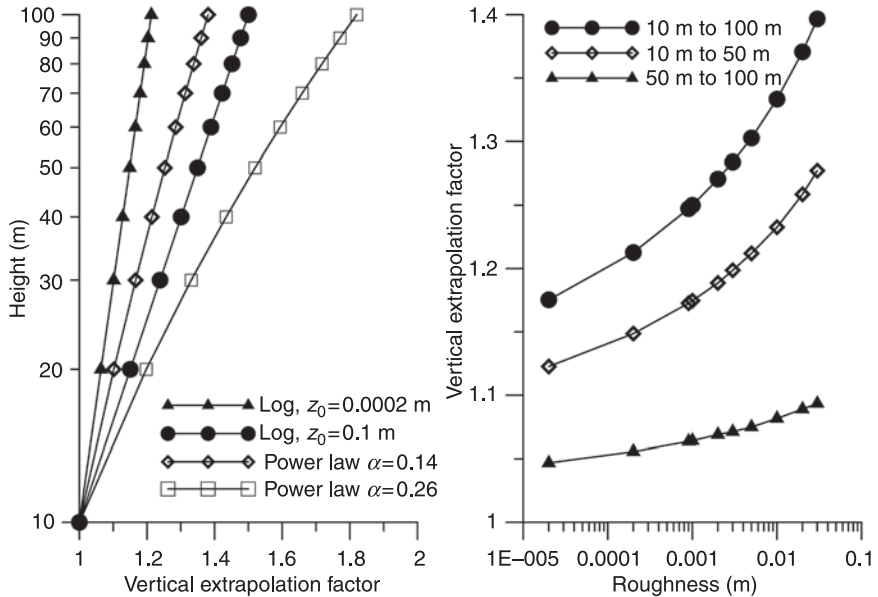 100
90
80
70
60
50
40
30
20
10
Height (m)
1
1.2
1.4
1.6
1.8
2
Vertical extrapolation factor
Log, z₀=0.0002 m
Log, z₀=0.1 m
Power law α=0.14
Power law α=0.26
1.4
1.3
1.2
1.1
1
Vertical extrapolation factor
10 m to 100 m
10 m to 50 m
50 m to 100 m
1E−005
0.0001
0.001
0.01
0.1
Roughness (m)